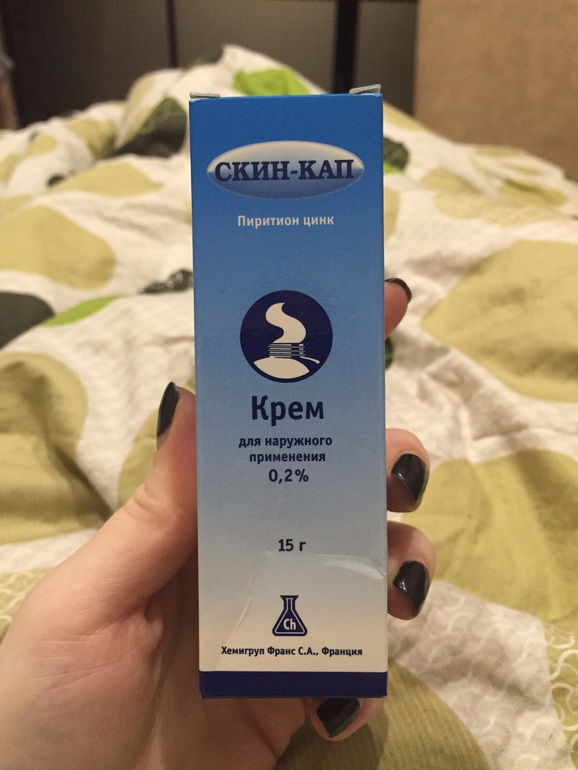 СКИН-КАП
Пиритион цинк
Крем
для наружного
применения
0,2%
15 г
Ch
Хемигруп Франс С.А., Франция